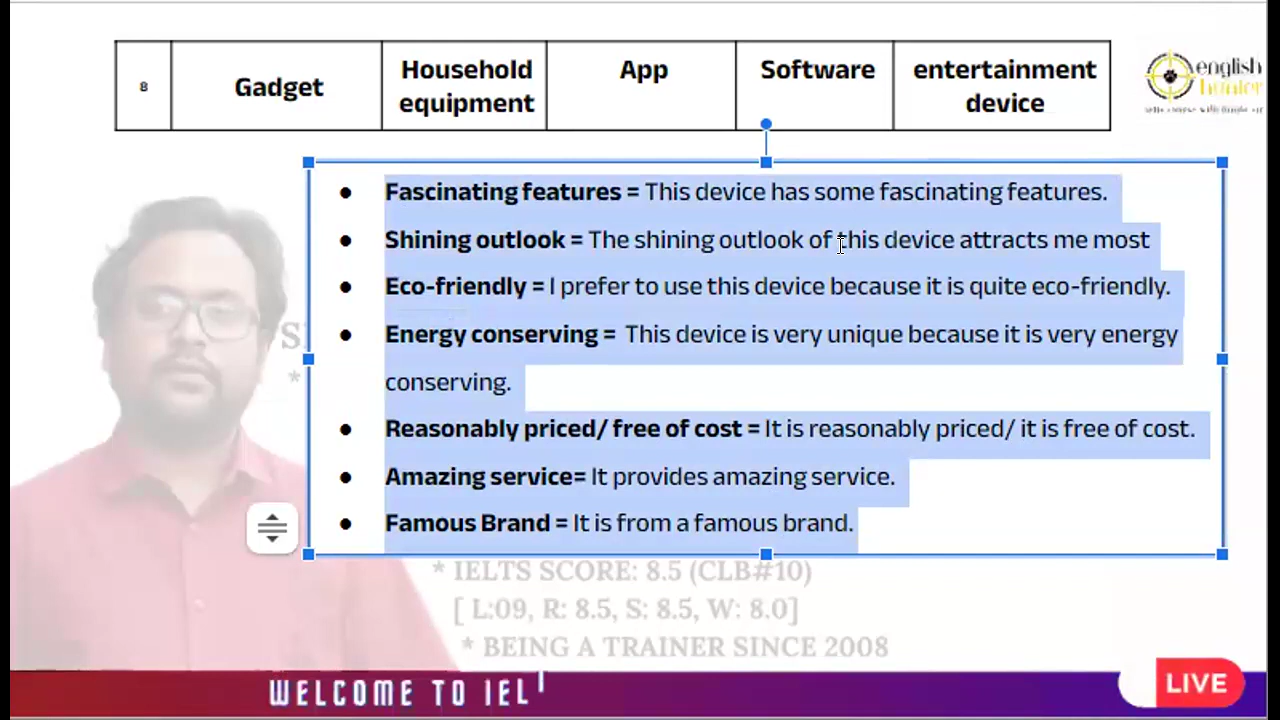 8 Gadget Household equipment App Software entertainment device
english
hunter
● Fascinating features = This device has some fascinating features.
● Shining outlook = The shining outlook of this device attracts me most
● Eco-friendly = I prefer to use this device because it is quite eco-friendly.
● Energy conserving = This device is very unique because it is very energy
conserving.
● Reasonably priced/ free of cost = It is reasonably priced/ it is free of cost.
● Amazing service= It provides amazing service.
● Famous Brand = It is from a famous brand.
* IELTS SCORE: 8.5 (CLB#10)
[ L:09, R: 8.5, S: 8.5, W: 8.0]
* BEING A TRAINER SINCE 2008
WELCOME TO IEL
LIVE